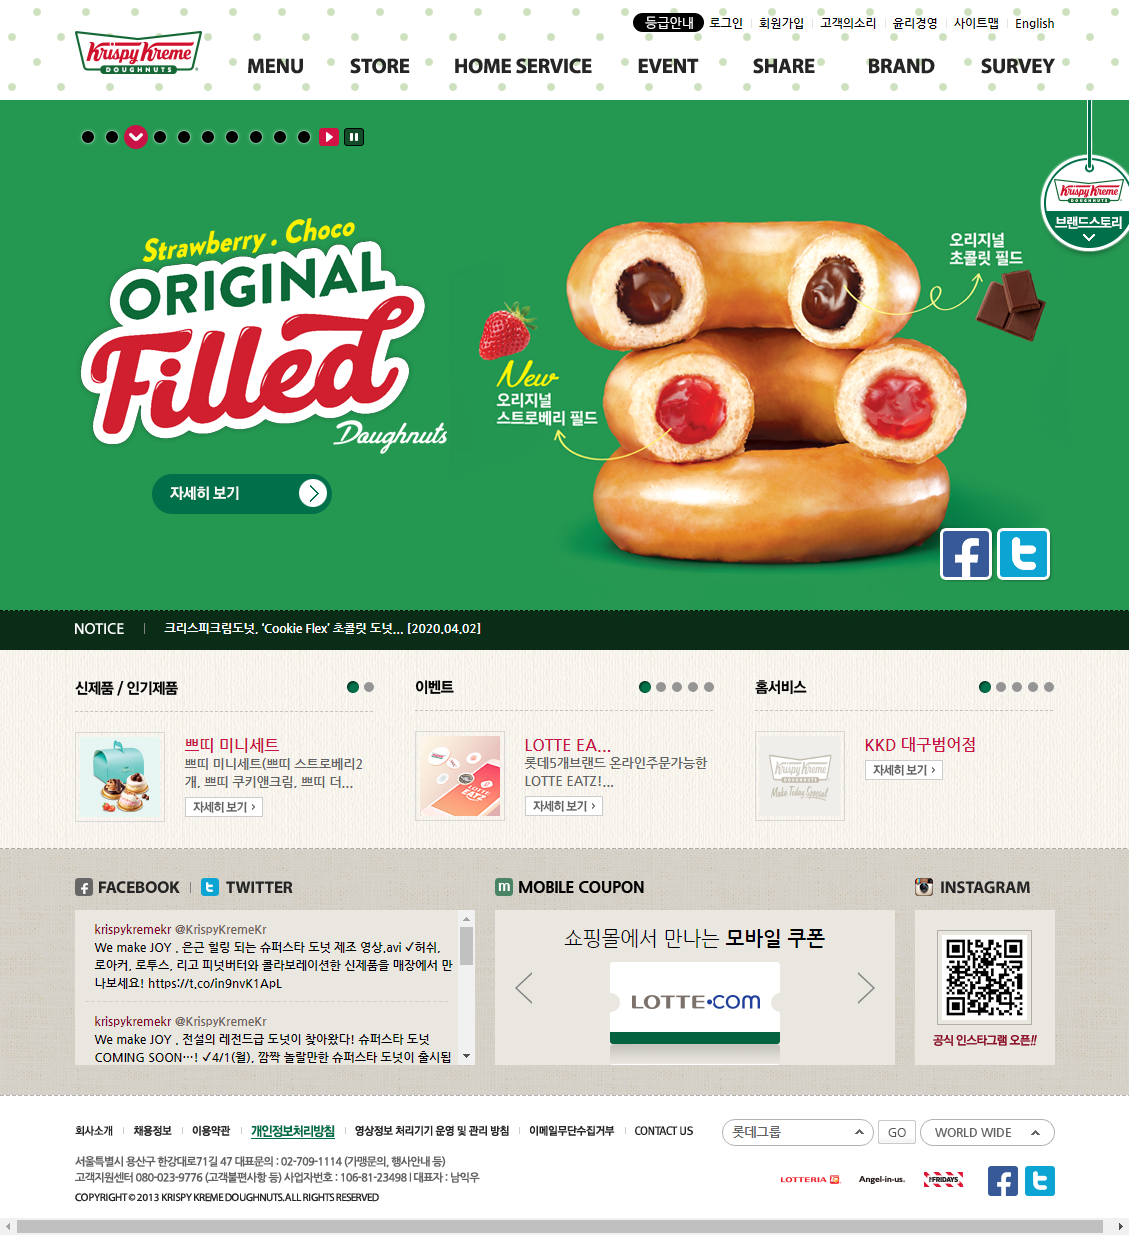 등급안내 로그인 회원가입 고객의소리 윤리경영 사이트맵 English
Krispy Kreme
DOUGHNUTS
MENU STORE HOME SERVICE EVENT SHARE BRAND SURVEY
Krispy Kreme
DOUGHNUTS
브랜드스토리
Strawberry . Choco
ORIGINAL
Filled
Doughnuts
오리지널
초콜릿 필드
New
오리지널
스트로베리 필드
자세히 보기
NOTICE 크리스피크림도넛, ‘Cookie Flex’ 초콜릿 도넛... [2020.04.02]
신제품 / 인기제품
쁘띠 미니세트
쁘띠 미니세트(쁘띠 스트로베리2
개, 쁘띠 쿠키앤크림, 쁘띠 더...
자세히 보기
이벤트
LOTTE EATZ
LOTTE EA...
롯데5개브랜드 온라인주문가능한
LOTTE EATZ!...
자세히 보기
홈서비스
Krispy Kreme
DOUGHNUTS
Make Today Special
KKD 대구범어점
자세히 보기
FACEBOOK TWITTER
krispykremekr @KrispyKremeKr
We make JOY . 은근 힐링 되는 슈퍼스타 도넛 제조 영상.avi ✓허쉬,
로아커, 로투스, 리고 피넛버터와 콜라보레이션한 신제품을 매장에서 만
나보세요! https://t.co/in9nvK1ApL
krispykremekr @KrispyKremeKr
We make JOY . 전설의 레전드급 도넛이 찾아왔다! 슈퍼스타 도넛
COMING SOON…! ✓4/1(월), 깜짝 놀랄만한 슈퍼스타 도넛이 출시됩
m MOBILE COUPON
쇼핑몰에서 만나는 모바일 쿠폰
LOTTE.COM
INSTAGRAM
공식 인스타그램 오픈!!
회사소개 채용정보 이용약관 개인정보처리방침 영상정보 처리기기 운영 및 관리 방침 이메일무단수집거부 CONTACT US
롯데그룹 GO WORLD WIDE
서울특별시 용산구 한강대로71길 47 대표문의 : 02-709-1114 (가맹문의, 행사안내 등)
고객지원센터 080-023-9776 (고객불편사항 등) 사업자번호 : 106-81-23498 | 대표자 : 남익우
COPYRIGHT © 2013 KRISPY KREME DOUGHNUTS.ALL RIGHTS RESERVED
LOTTERIA Angel-in-us. FRIDAYS